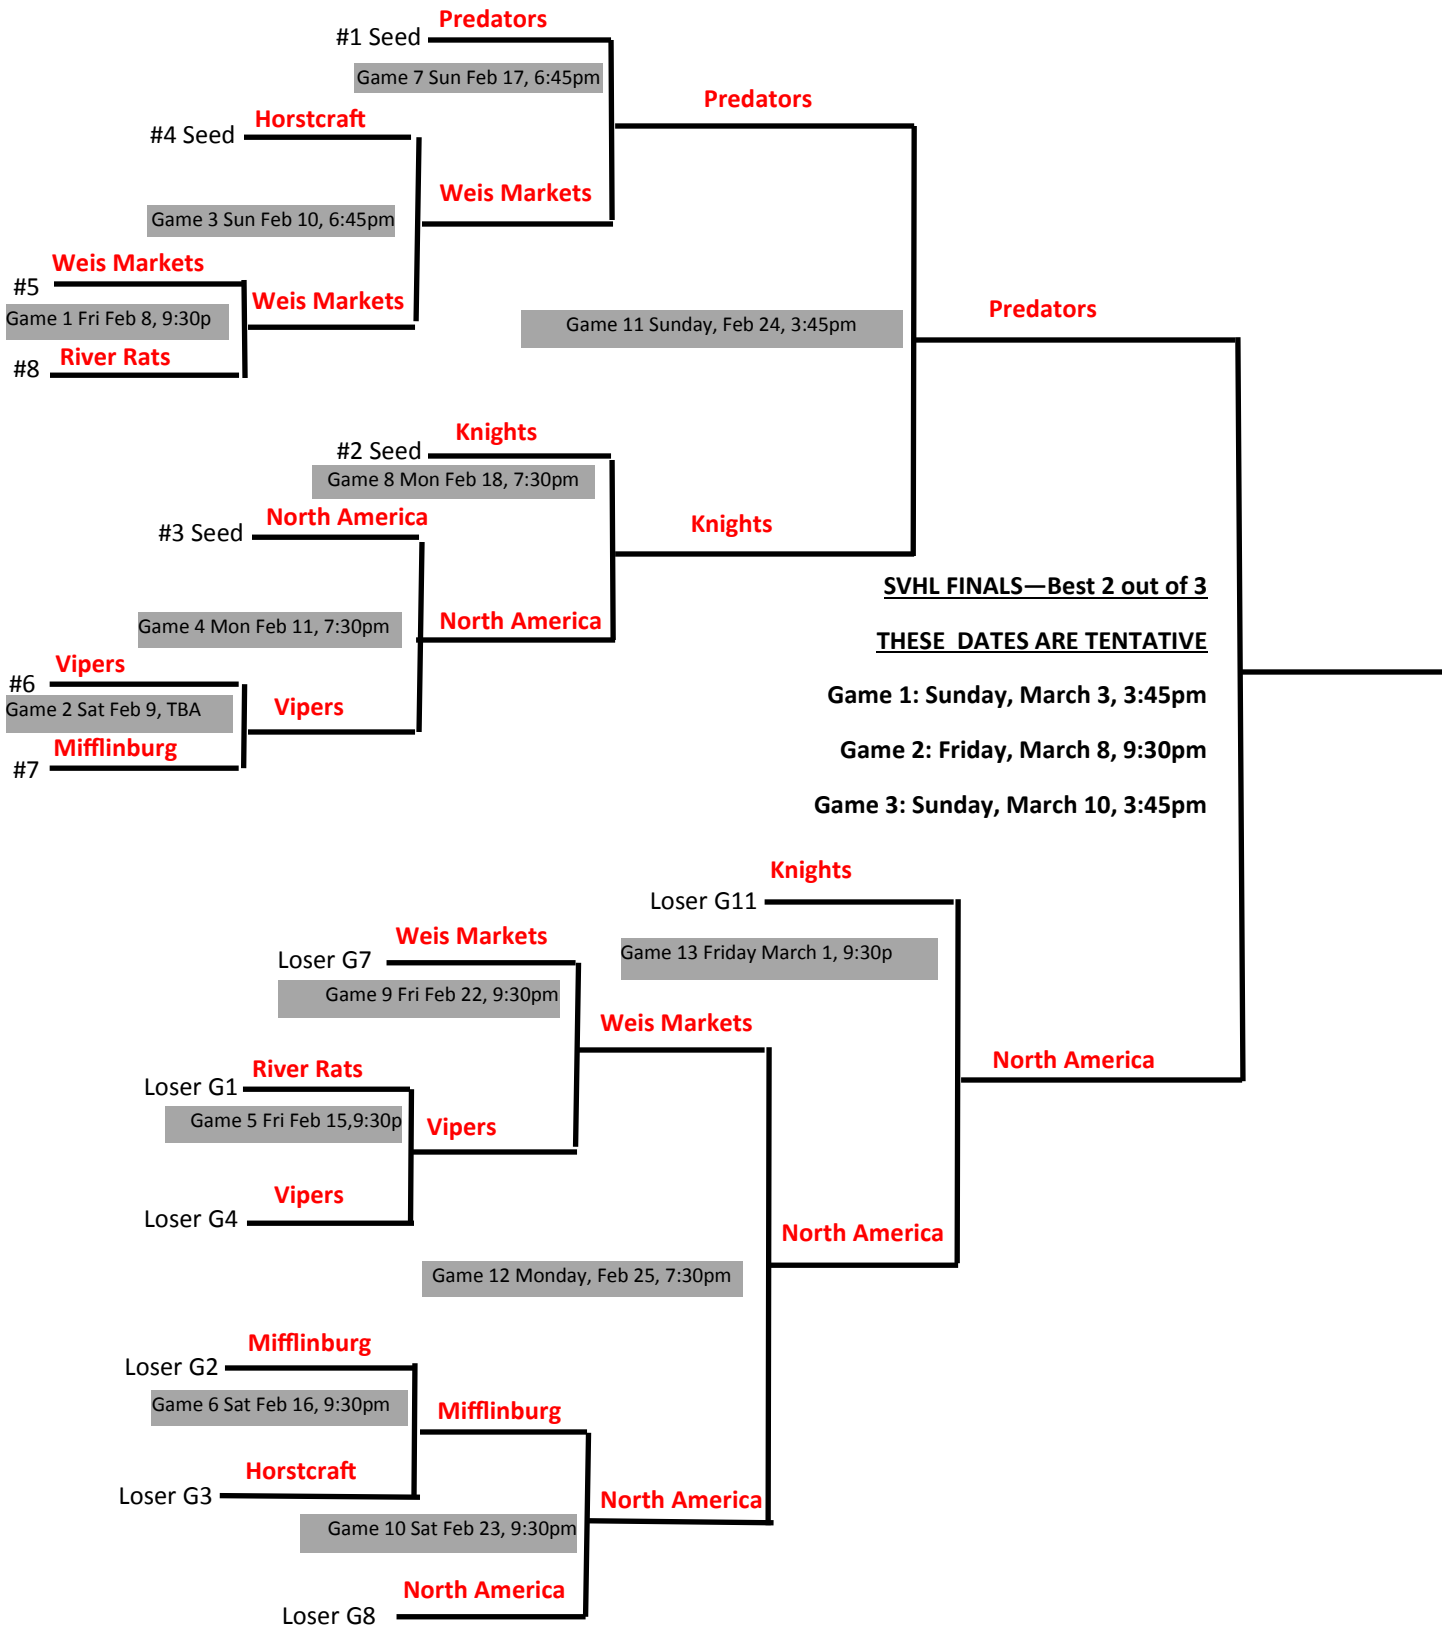 Predators
#1 Seed
Game 7 Sun Feb 17, 6:45pm
Predators
Horstcraft
#4 Seed
Weis Markets
Game 3 Sun Feb 10, 6:45pm
Weis Markets
#5
Weis Markets
Game 1 Fri Feb 8, 9:30p
River Rats
#8
Game 11 Sunday, Feb 24, 3:45pm
Predators
Knights
#2 Seed
Game 8 Mon Feb 18, 7:30pm
North America
#3 Seed
Knights
Game 4 Mon Feb 11, 7:30pm
North America
Vipers
#6
Game 2 Sat Feb 9, TBA
Vipers
Mifflinburg
#7
SVHL FINALS—Best 2 out of 3
THESE DATES ARE TENTATIVE
Game 1: Sunday, March 3, 3:45pm
Game 2: Friday, March 8, 9:30pm
Game 3: Sunday, March 10, 3:45pm
Knights
Loser G11
Game 13 Friday March 1, 9:30p
Weis Markets
Loser G7
Game 9 Fri Feb 22, 9:30pm
Weis Markets
River Rats
Loser G1
Game 5 Fri Feb 15,9:30p
Vipers
Vipers
Loser G4
North America
North America
Game 12 Monday, Feb 25, 7:30pm
Mifflinburg
Loser G2
Game 6 Sat Feb 16, 9:30pm
Mifflinburg
Horstcraft
Loser G3
North America
Game 10 Sat Feb 23, 9:30pm
North America
Loser G8